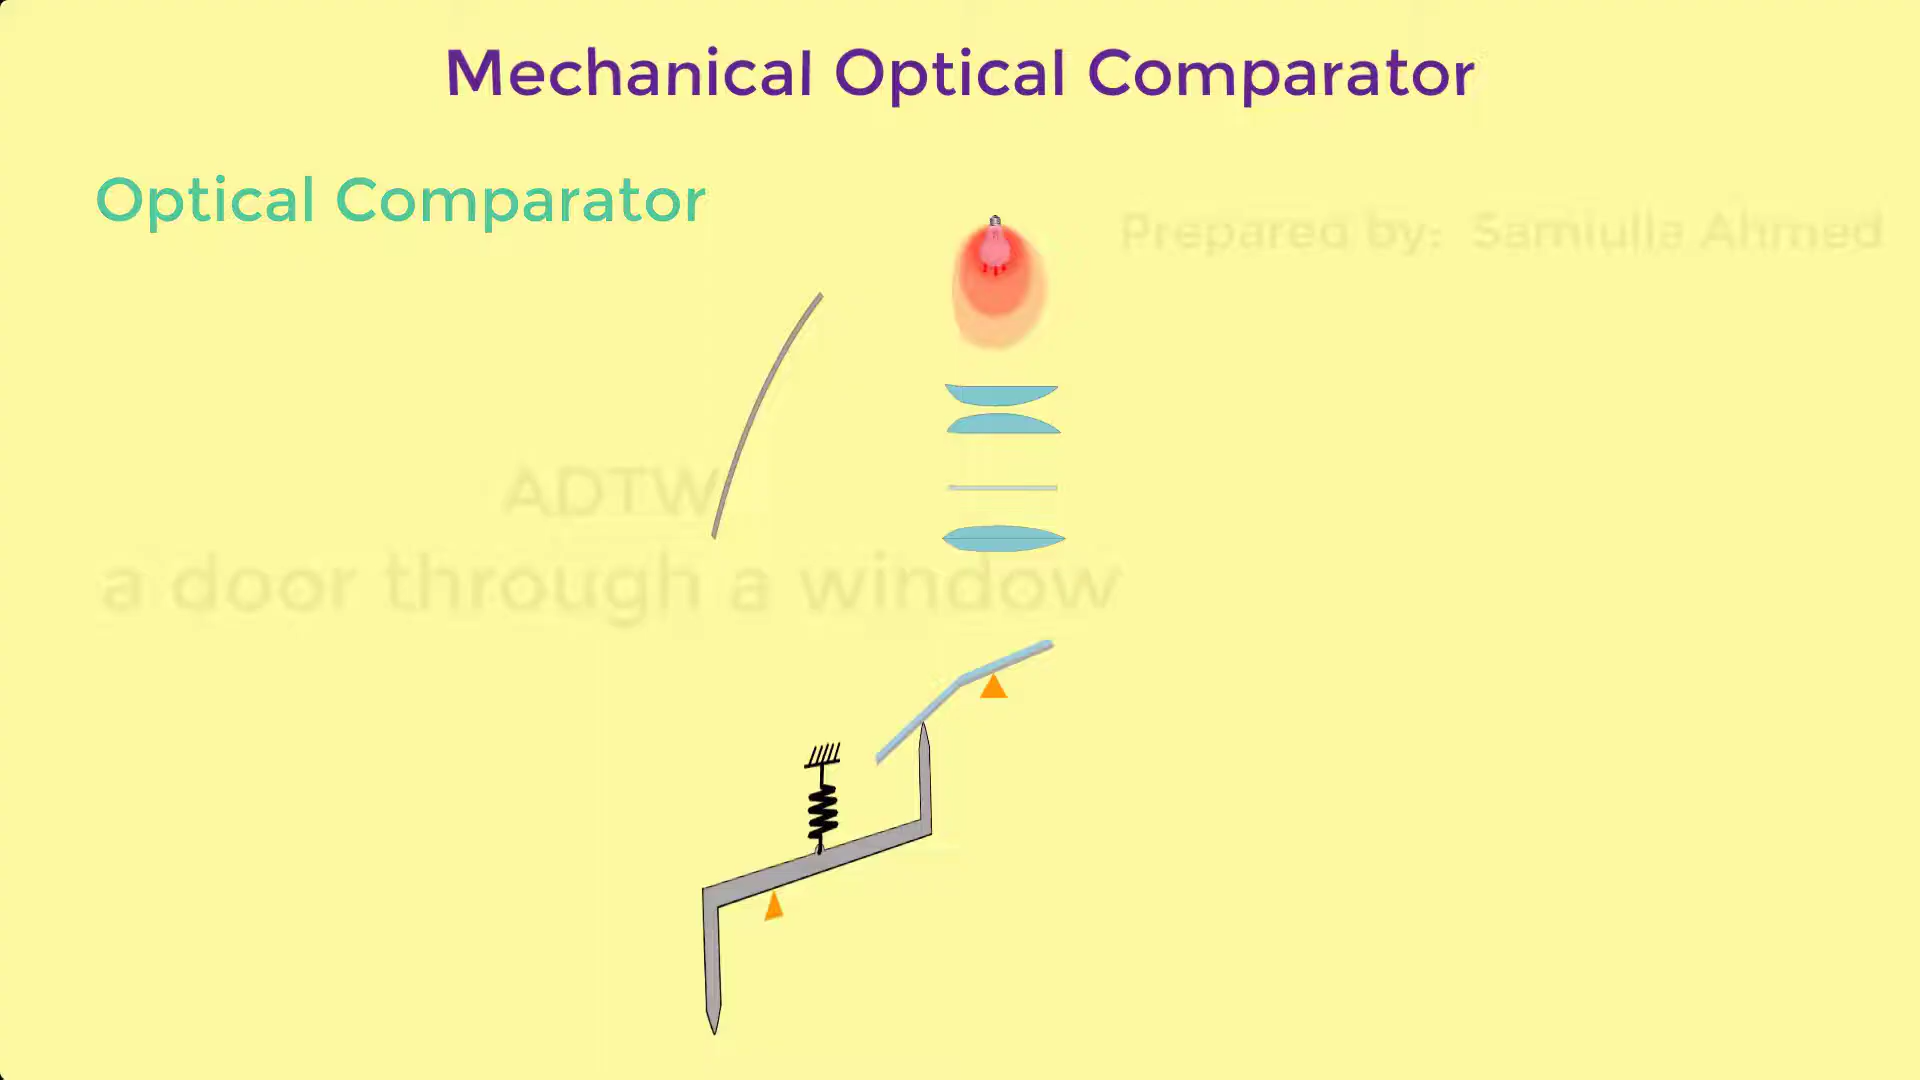 Mechanical Optical Comparator
Optical Comparator
Prepared by: Samiulla Ahmed
ADTW
a door through a window